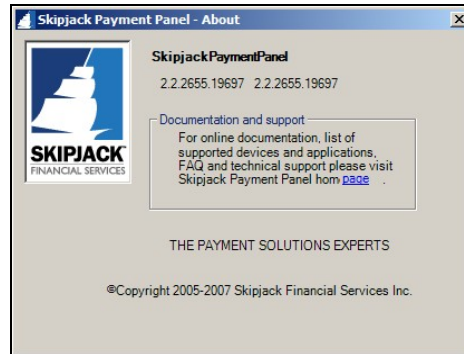 Skipjack Payment Panel - About
SKIPJACK
FINANCIAL SERVICES
SkipjackPaymentPanel
2.2.2655.19697 2.2.2655.19697
Documentation and support
For online documentation, list of
supported devices and applications,
FAQ and technical support please visit
Skipjack Payment Panel hom page .
THE PAYMENT SOLUTIONS EXPERTS
©Copyright 2005-2007 Skipjack Financial Services Inc.